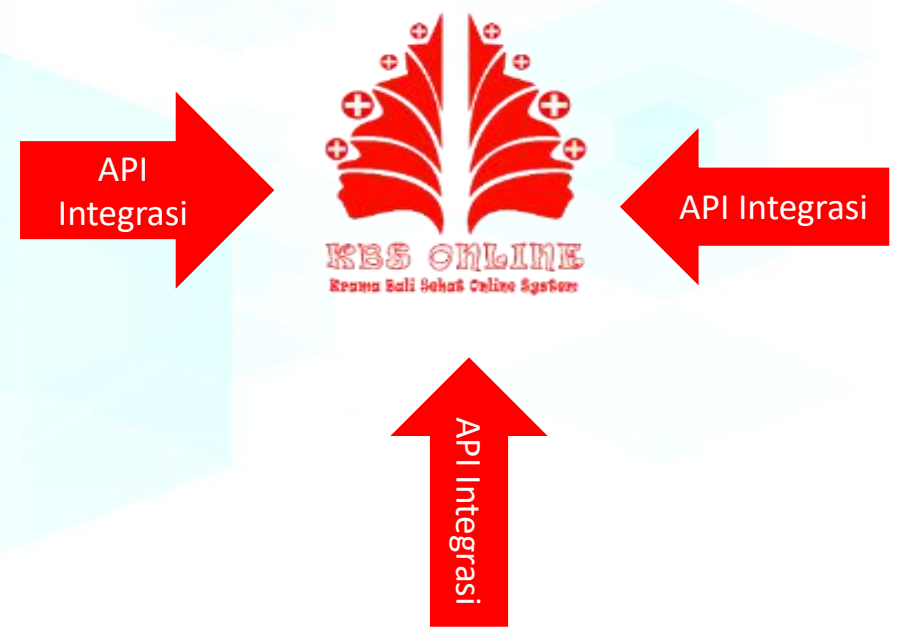 API
Integrasi
API Integrasi
KBS ONLINE
Krama Bali Sehat Online System
API Integrasi